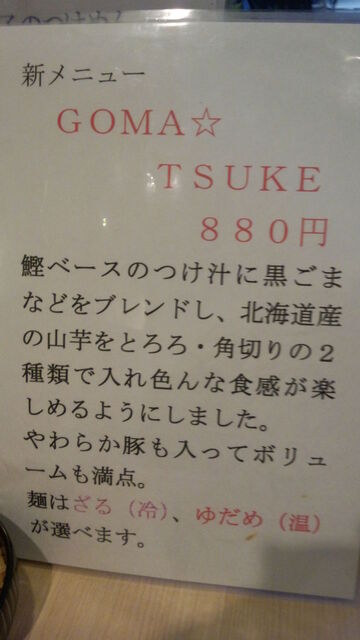 新メニュー
GOMA☆
TSUKE
880円
鰹ベースのつけ汁に黒ごま
などをブレンドし、北海道産
の山芋をとろろ・角切りの2
種類で入れ色んな食感が楽
しめるようにしました。
やわらか豚も入ってボリュ
ームも満点。
麺はざる（冷）、ゆだめ（温）
が選べます。